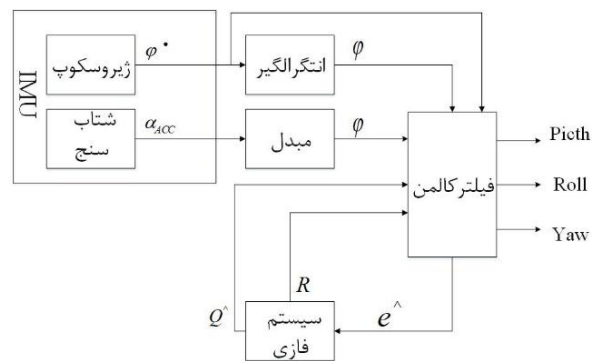 IMU
ژیروسکوپ
φ•
انتگرالگیر
φ
شتاب
سنج
α_ACC
مبدل
φ
فیلتر کالمن
Picth
Roll
Yaw
R
Q^
سیستم
فازی
e^